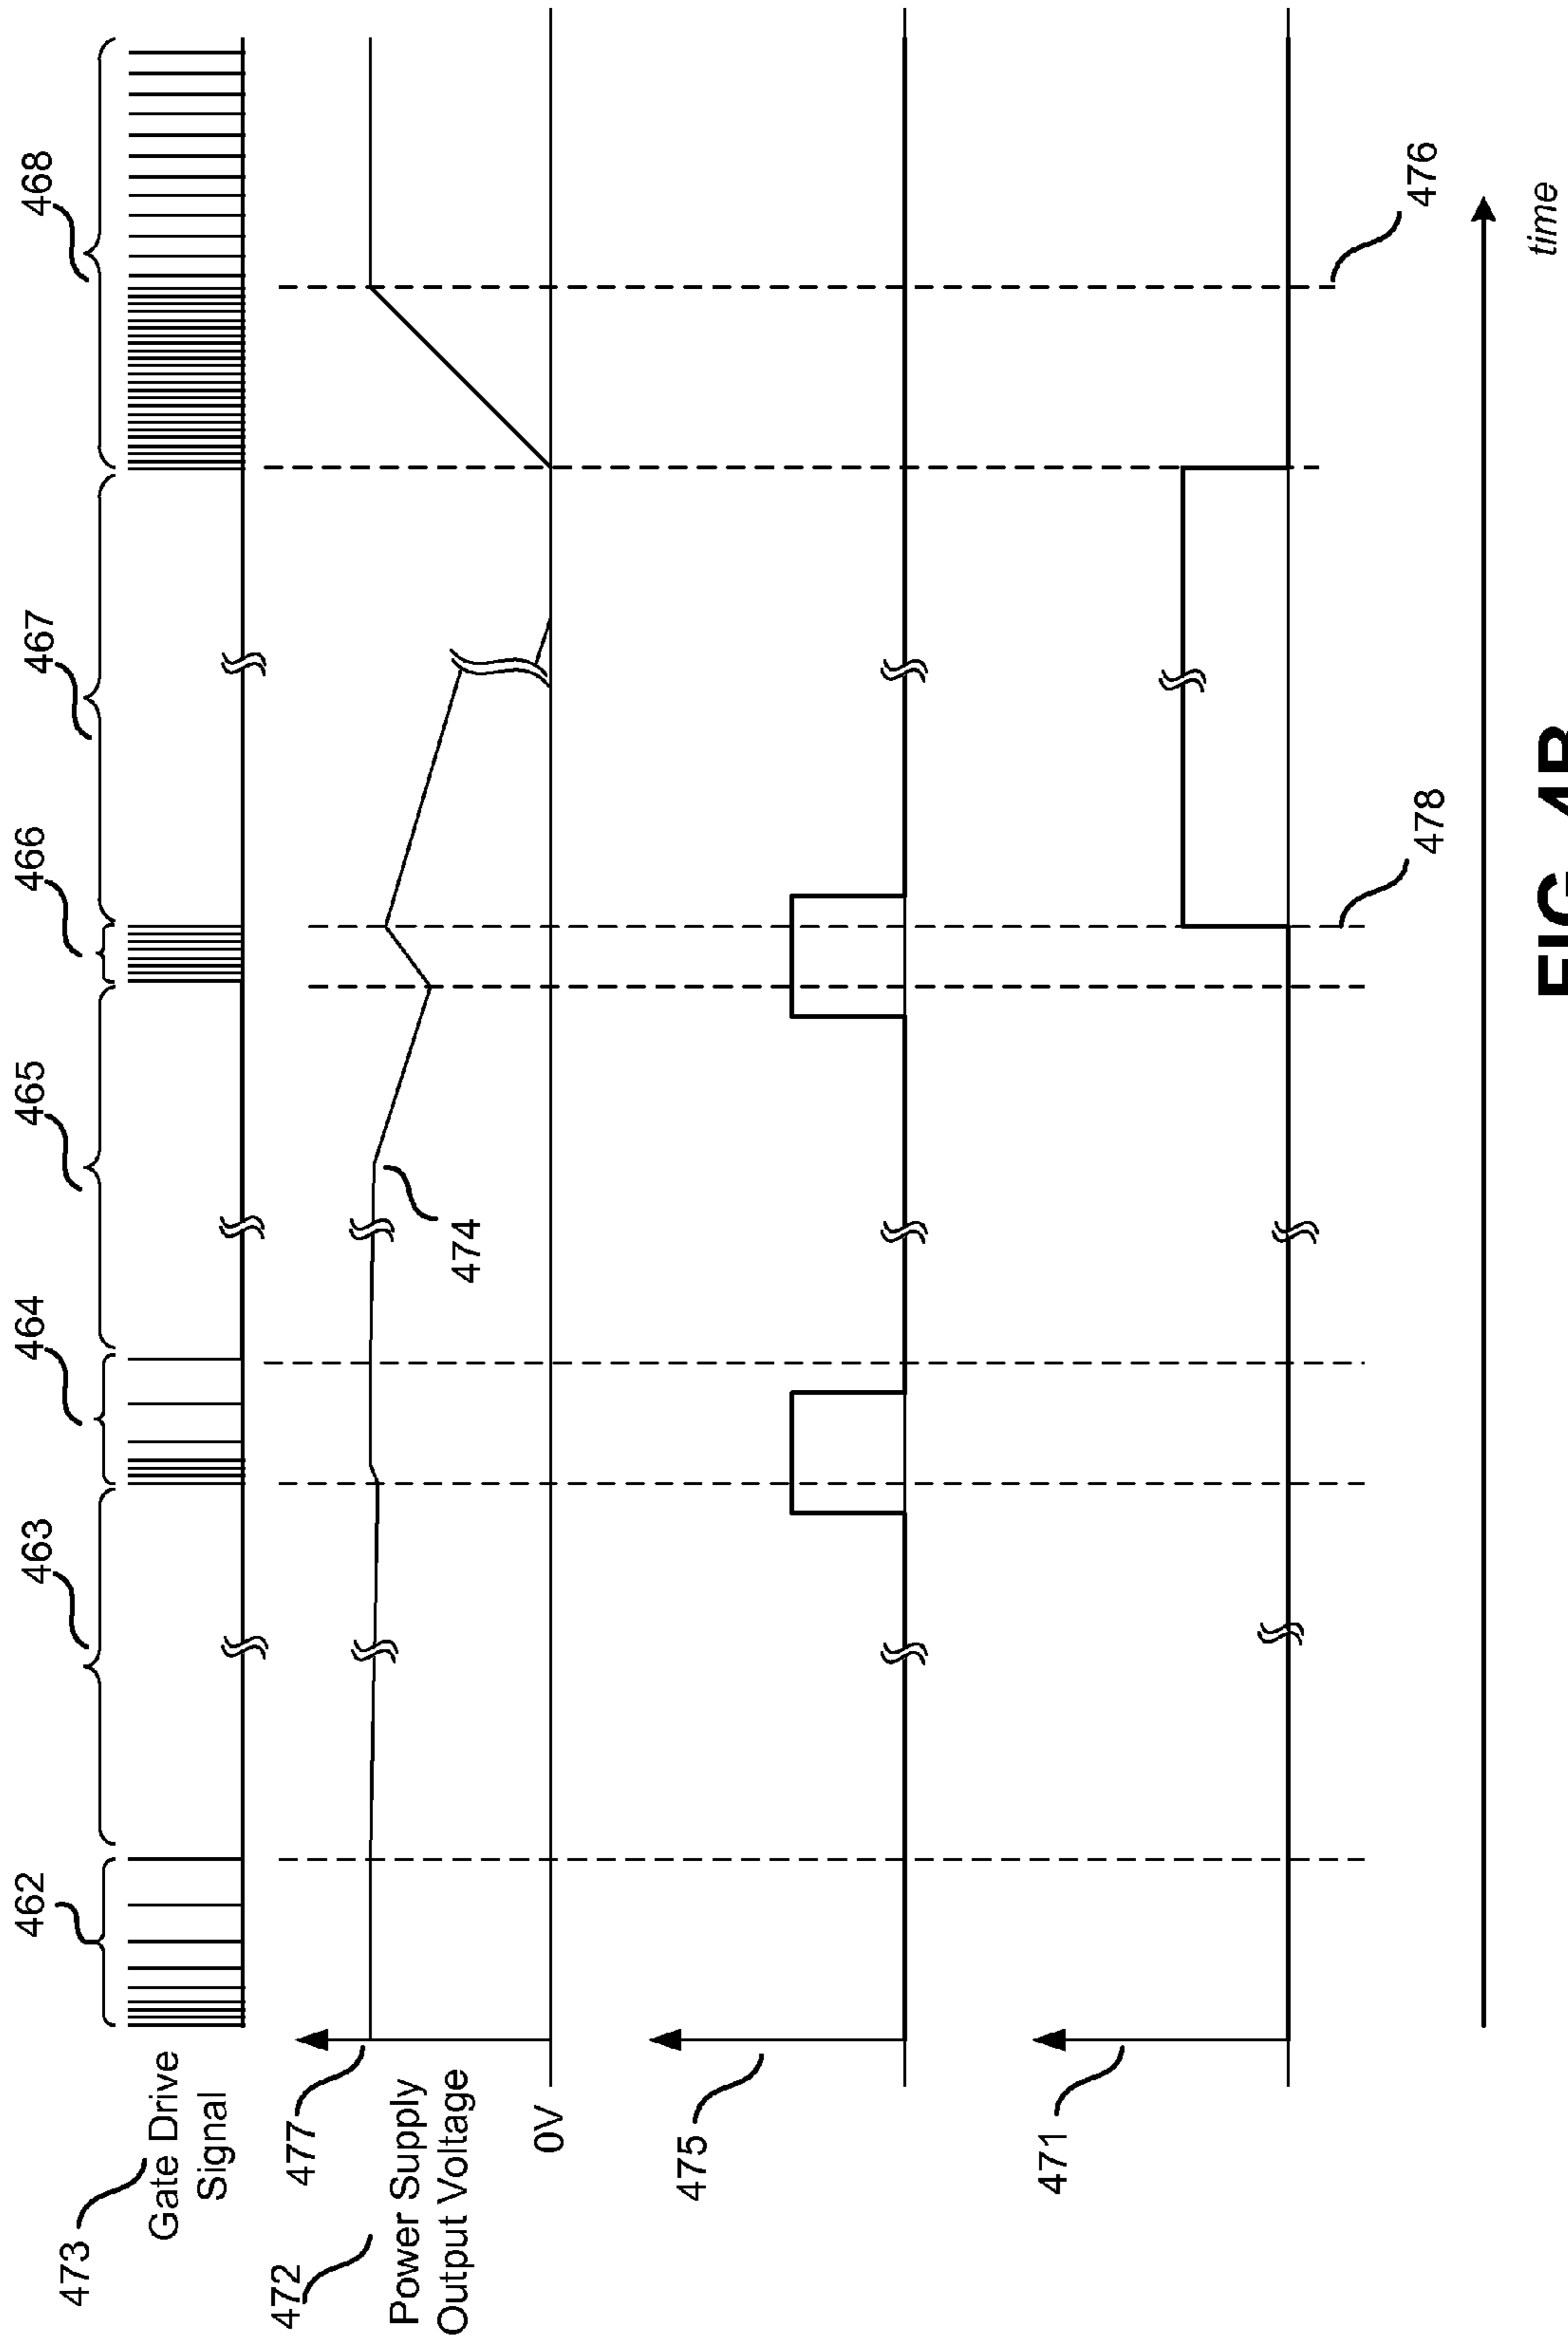 473
Gate Drive
Signal
462
463
464
465
466
467
468
477
472
Power Supply
Output Voltage
0V
474
475
471
478
476
time
FIG. 4B